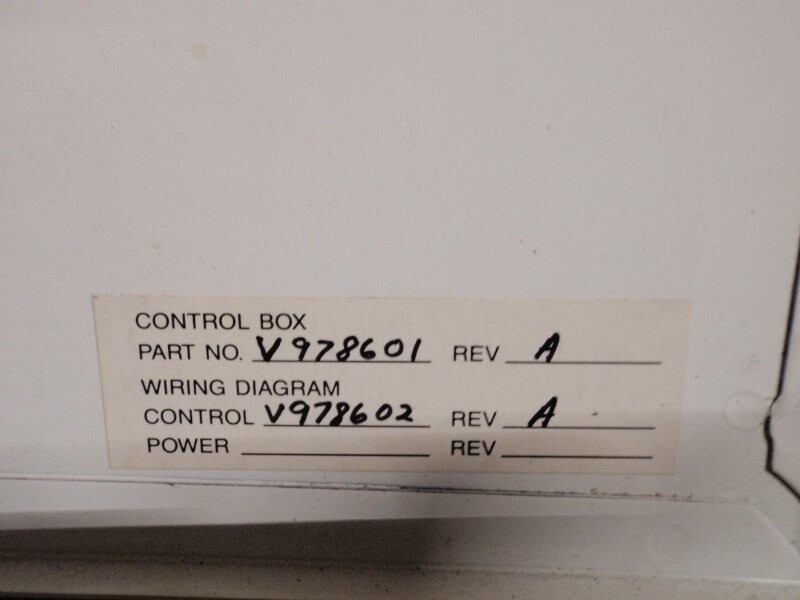 CONTROL BOX
PART NO. V978601 REV A
WIRING DIAGRAM
CONTROL V978602 REV A
POWER REV